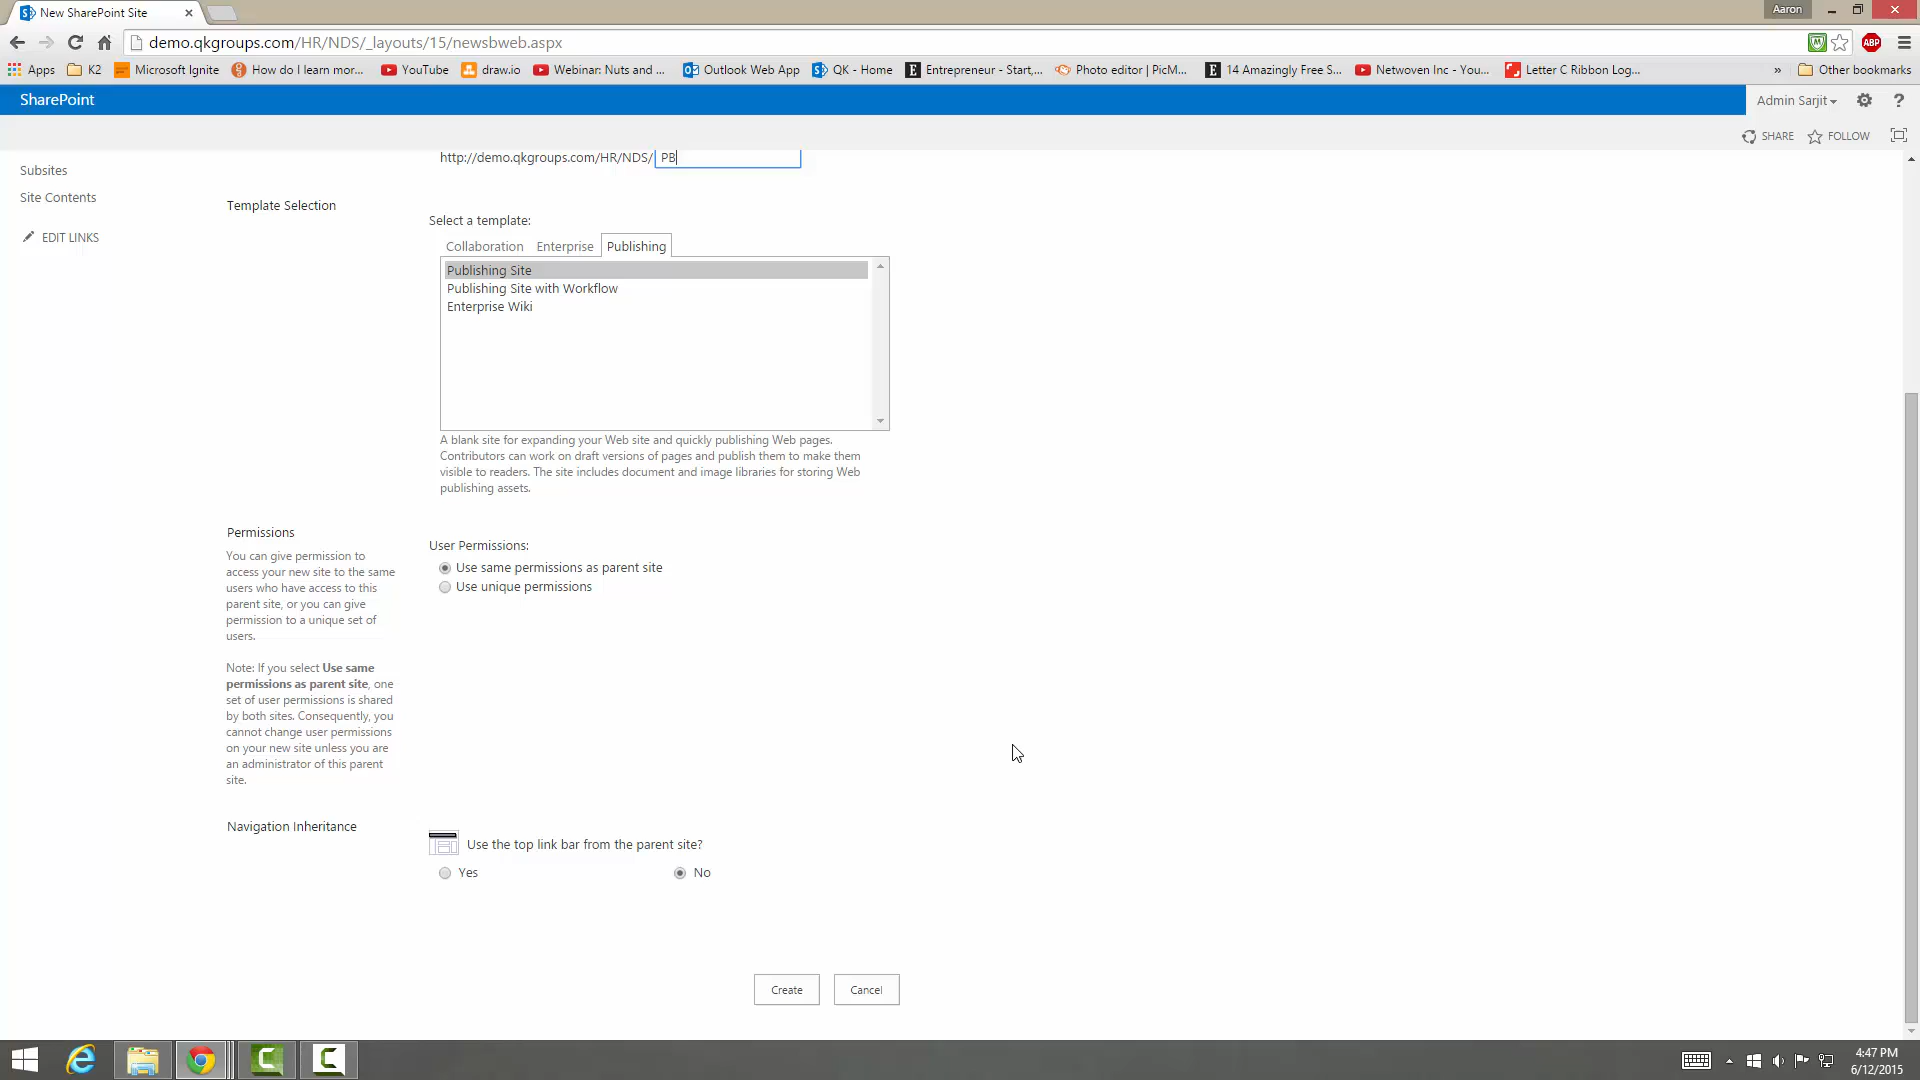 New SharePoint Site
Aaron
demo.qkgroups.com/HR/NDS/_layouts/15/newsbweb.aspx
ABP
Apps K2 Microsoft Ignite How do I learn mor... YouTube draw.io Webinar: Nuts and ... Outlook Web App QK - Home Entrepreneur - Start,... Photo editor | PicM... 14 Amazingly Free S... Netwoven Inc - You... Letter C Ribbon Log... » Other bookmarks
SharePoint
Admin Sarjit
?
SHARE FOLLOW
http://demo.qkgroups.com/HR/NDS/ PB
Subsites
Site Contents
EDIT LINKS
Template Selection
Select a template:
Collaboration Enterprise Publishing
Publishing Site
Publishing Site with Workflow
Enterprise Wiki
A blank site for expanding your Web site and quickly publishing Web pages.
Contributors can work on draft versions of pages and publish them to make them
visible to readers. The site includes document and image libraries for storing Web
publishing assets.
Permissions
You can give permission to
access your new site to the same
users who have access to this
parent site, or you can give
permission to a unique set of
users.
Note: If you select Use same
permissions as parent site, one
set of user permissions is shared
by both sites. Consequently, you
cannot change user permissions
on your new site unless you are
an administrator of this parent
site.
User Permissions:
Use same permissions as parent site
Use unique permissions
Navigation Inheritance
Use the top link bar from the parent site?
Yes No
Create Cancel
4:47 PM
6/12/2015